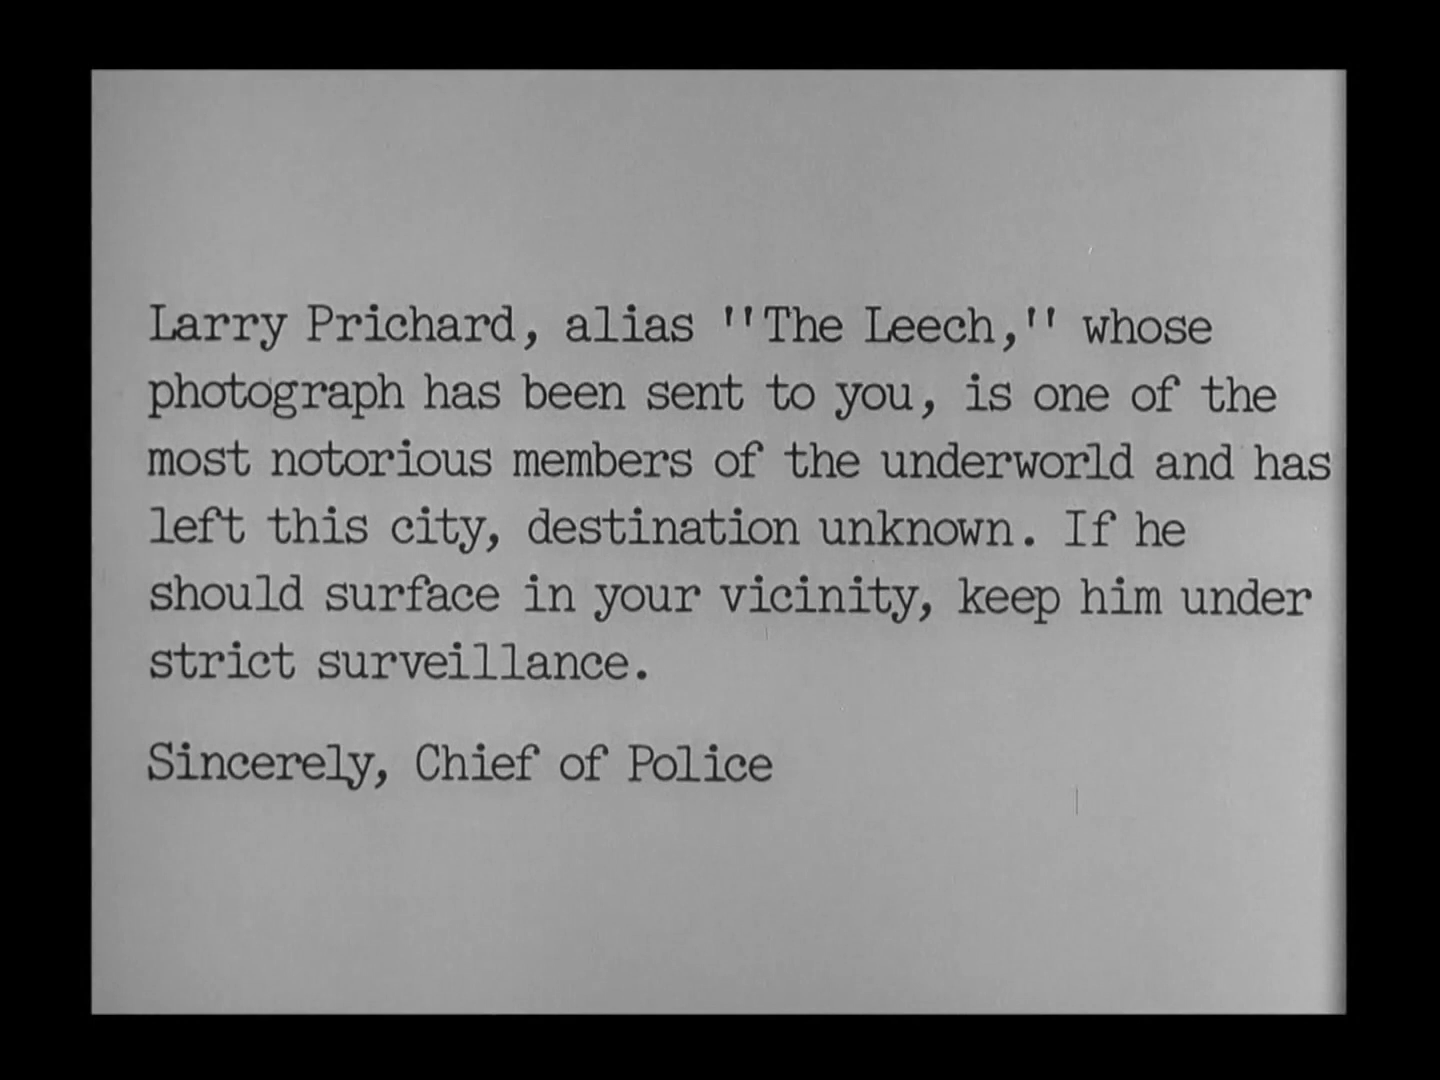 Larry Prichard, alias "The Leech," whose
photograph has been sent to you, is one of the
most notorious members of the underworld and has
left this city, destination unknown. If he
should surface in your vicinity, keep him under
strict surveillance.
Sincerely, Chief of Police